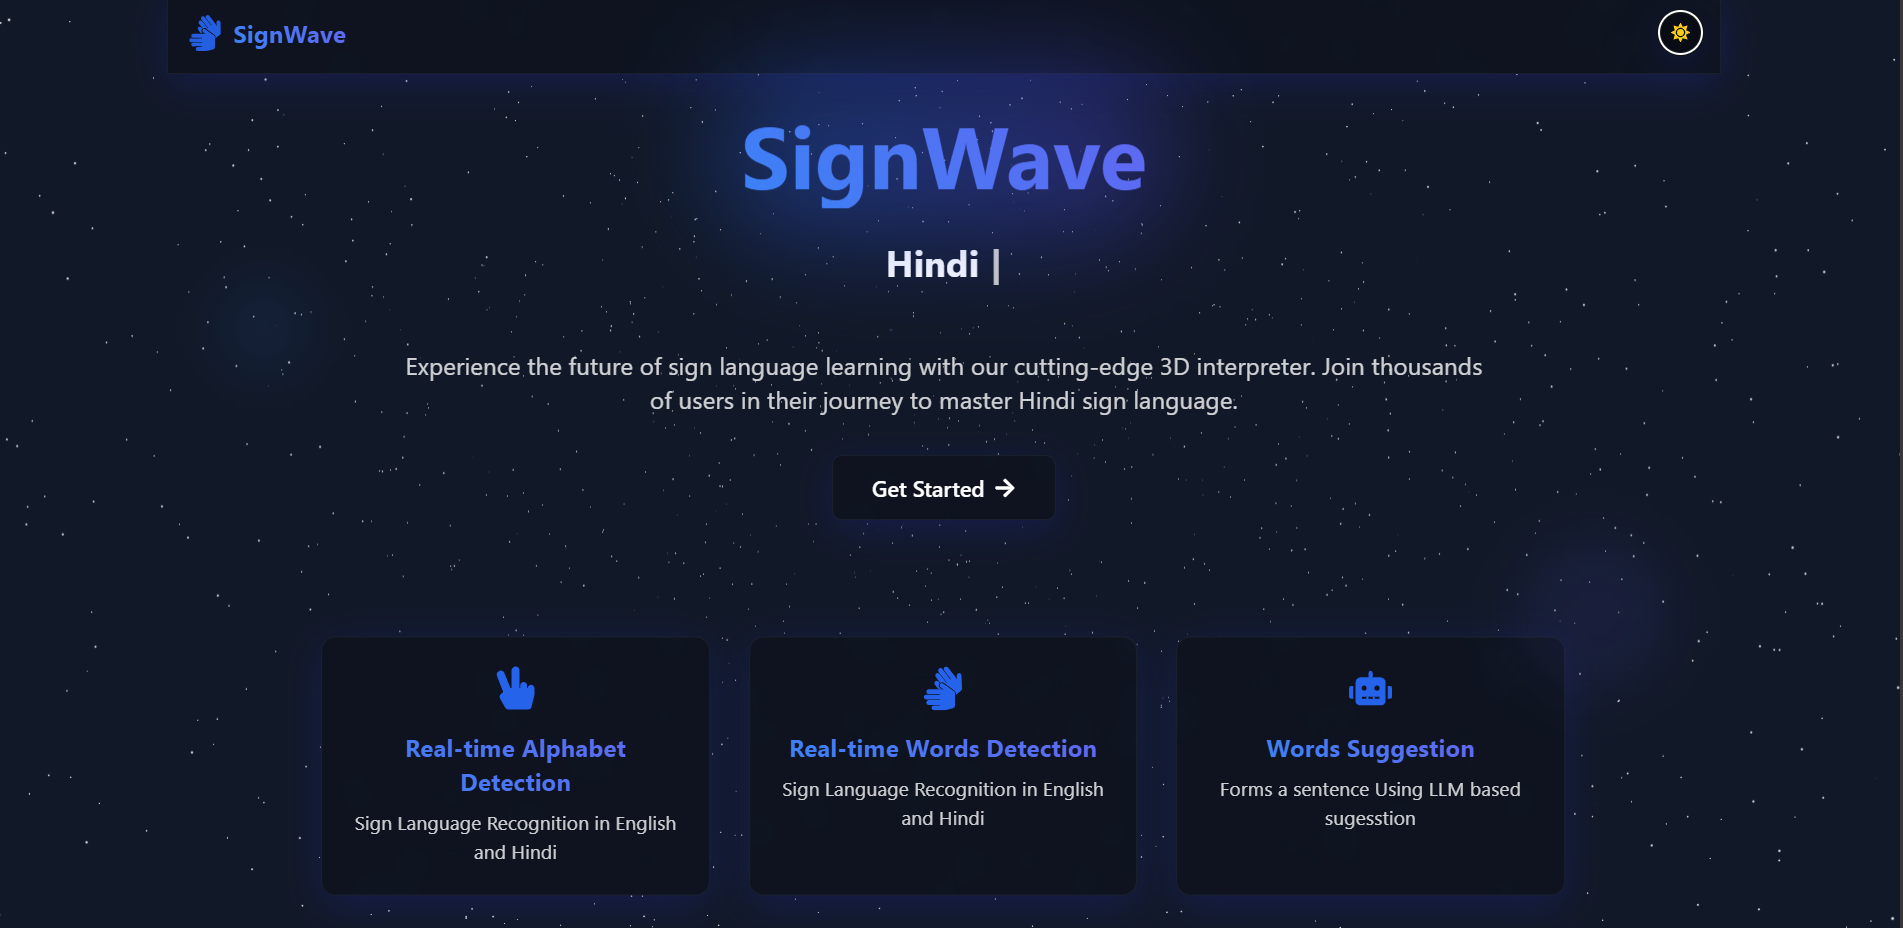 SignWave
SignWave
Hindi |
Experience the future of sign language learning with our cutting-edge 3D interpreter. Join thousands
of users in their journey to master Hindi sign language.
Get Started →
Real-time Alphabet
Detection
Sign Language Recognition in English
and Hindi
Real-time Words Detection
Sign Language Recognition in English
and Hindi
Words Suggestion
Forms a sentence Using LLM based
sugesstion